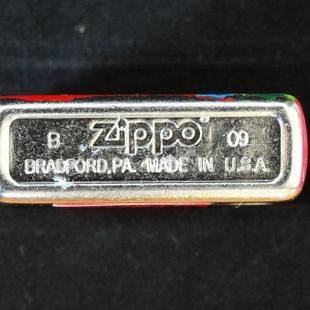 B Zippo® 09
BRADFORD,PA. MADE IN U.S.A.